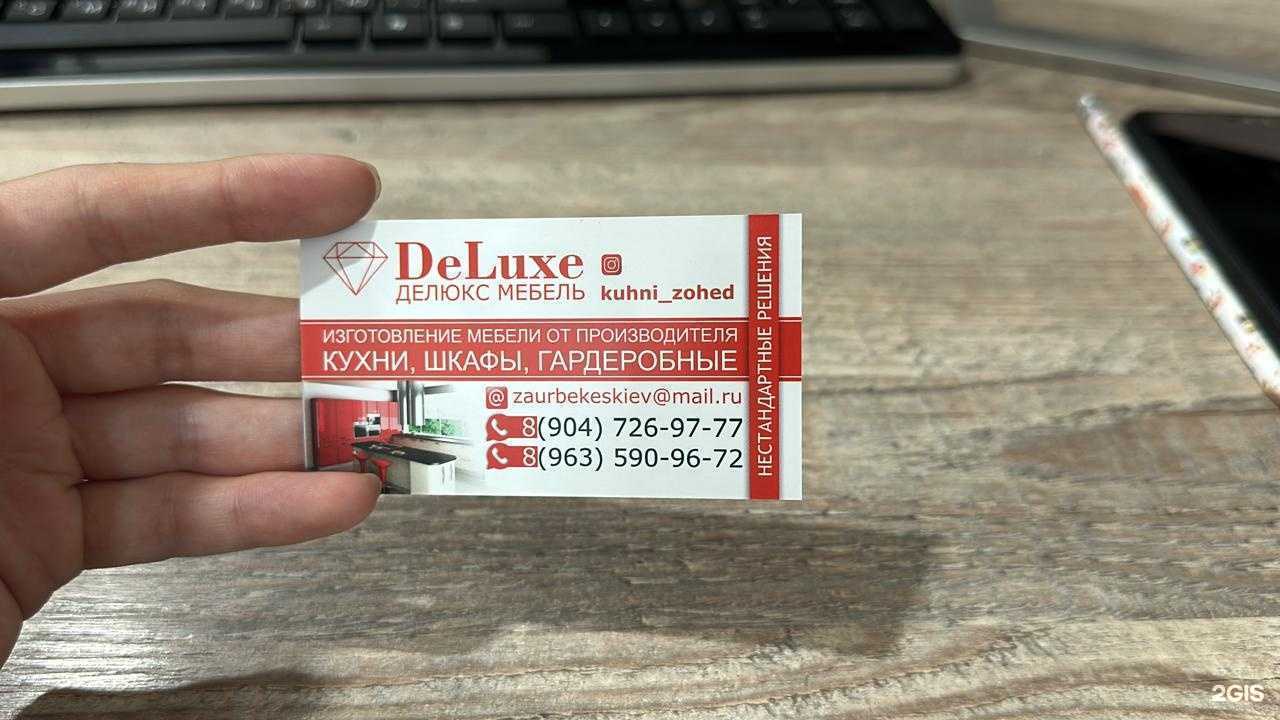 DeLuxe
ДЕЛЮКС МЕБЕЛЬ
kuhni_zohed
ИЗГОТОВЛЕНИЕ МЕБЕЛИ ОТ ПРОИЗВОДИТЕЛЯ
КУХНИ, ШКАФЫ, ГАРДЕРОБНЫЕ
@ zaurbekeskiev@mail.ru
8(904) 726-97-77
8(963) 590-96-72
НЕСТАНДАРТНЫЕ РЕШЕНИЯ
2GIS